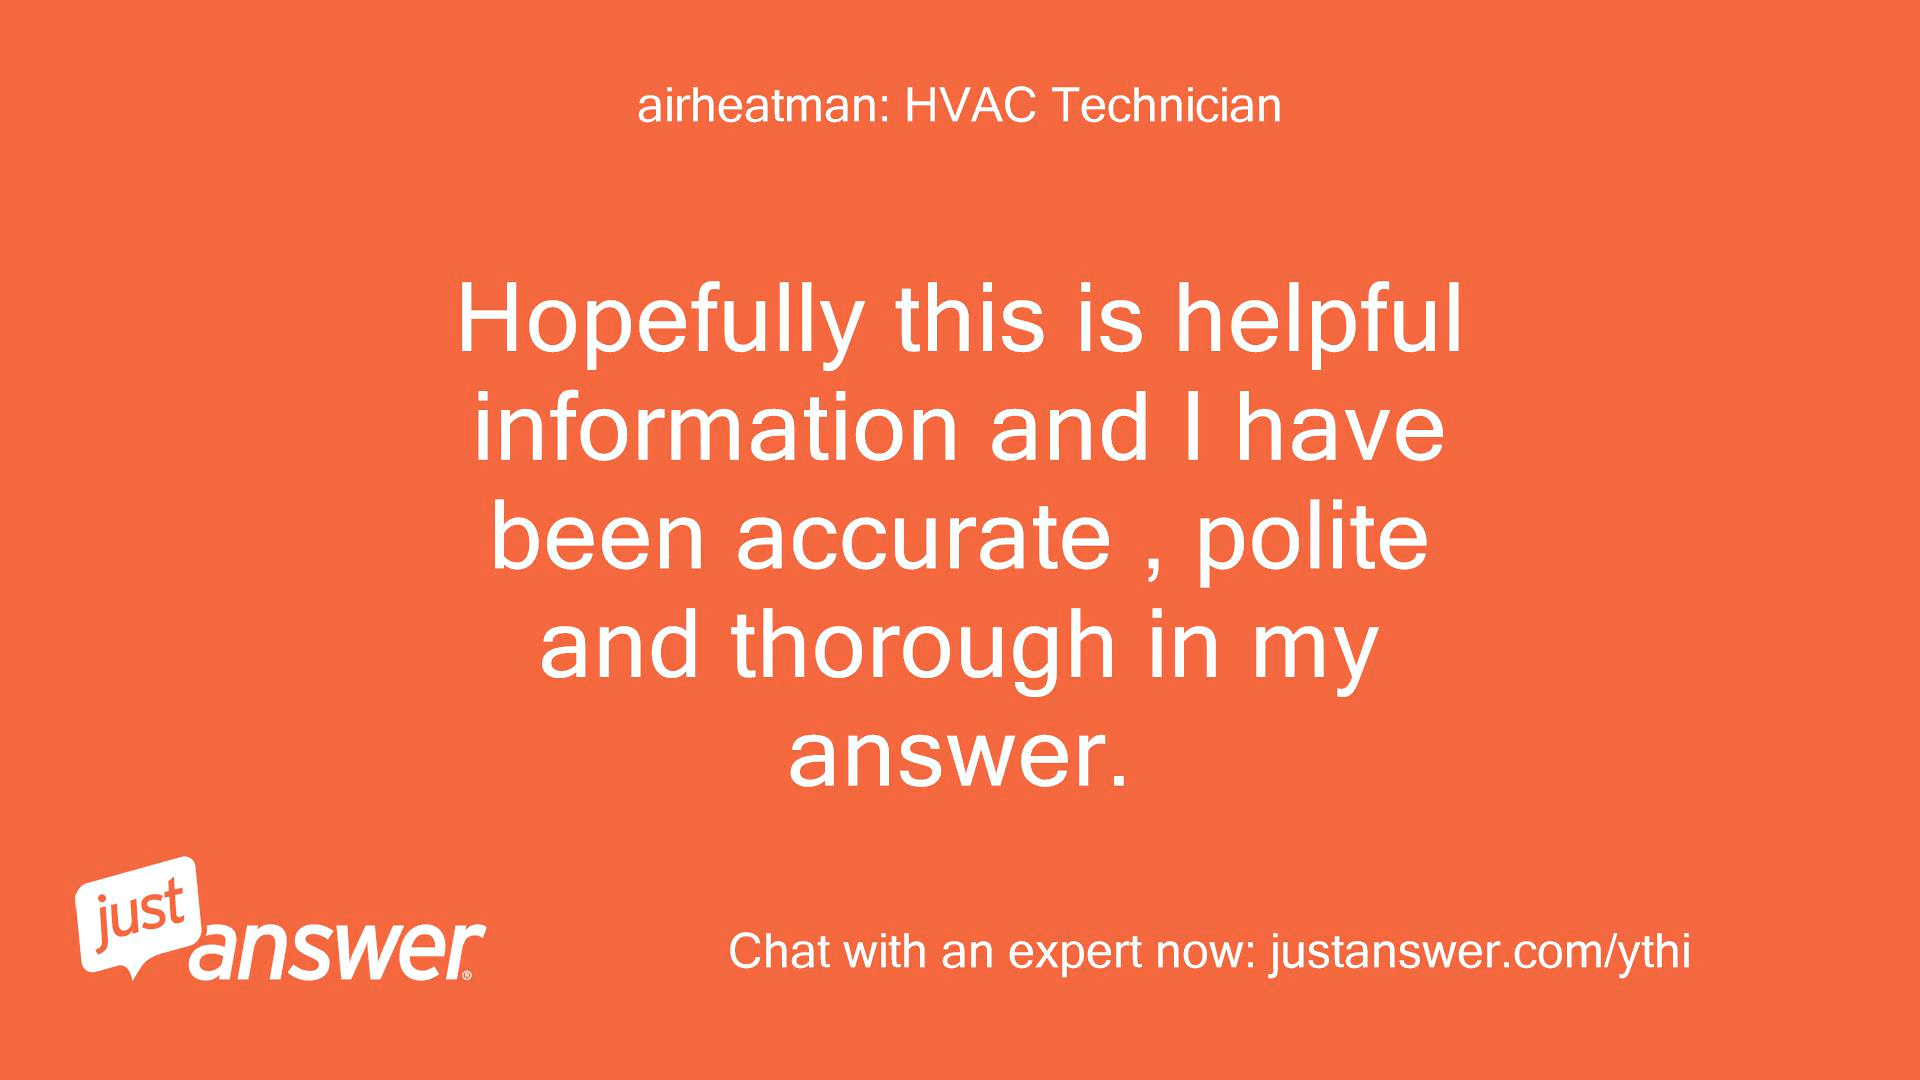 airheatman: HVAC Technician
Hopefully this is helpful
information and I have
been accurate , polite
and thorough in my
answer.
just
answer®
Chat with an expert now: justanswer.com/ythi